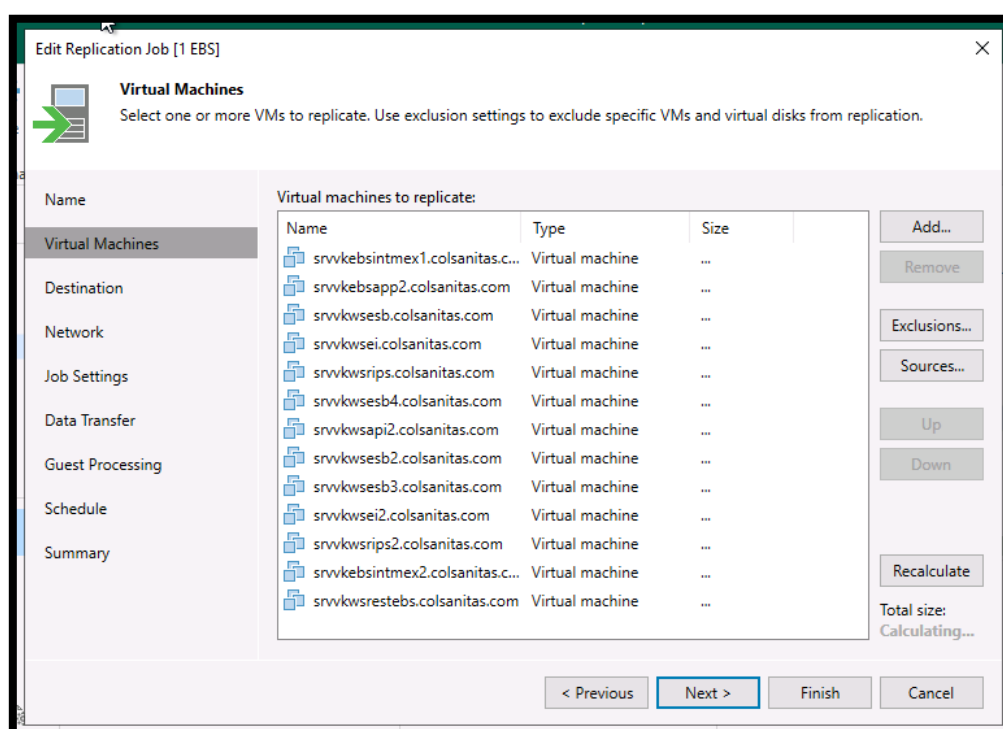 Edit Replication Job [1 EBS]
Virtual Machines
Select one or more VMs to replicate. Use exclusion settings to exclude specific VMs and virtual disks from replication.
Name
Virtual Machines
Destination
Network
Job Settings
Data Transfer
Guest Processing
Schedule
Summary
Virtual machines to replicate:
Name Type Size
srvvkebsintmex1.colsanitas.c... Virtual machine ...
srvvkebsapp2.colsanitas.com Virtual machine ...
srvvkwsesb.colsanitas.com Virtual machine ...
srvvkwsei.colsanitas.com Virtual machine ...
srvvkwsrips.colsanitas.com Virtual machine ...
srvvkwsesb4.colsanitas.com Virtual machine ...
srvvkwsapi2.colsanitas.com Virtual machine ...
srvvkwsesb2.colsanitas.com Virtual machine ...
srvvkwsesb3.colsanitas.com Virtual machine ...
srvvkwsei2.colsanitas.com Virtual machine ...
srvvkwsrips2.colsanitas.com Virtual machine ...
srvvkebsintmex2.colsanitas.c... Virtual machine ...
srvvkwsrestebs.colsanitas.com Virtual machine ...
Add...
Remove
Exclusions...
Sources...
Up
Down
Recalculate
Total size:
Calculating...
< Previous Next > Finish Cancel